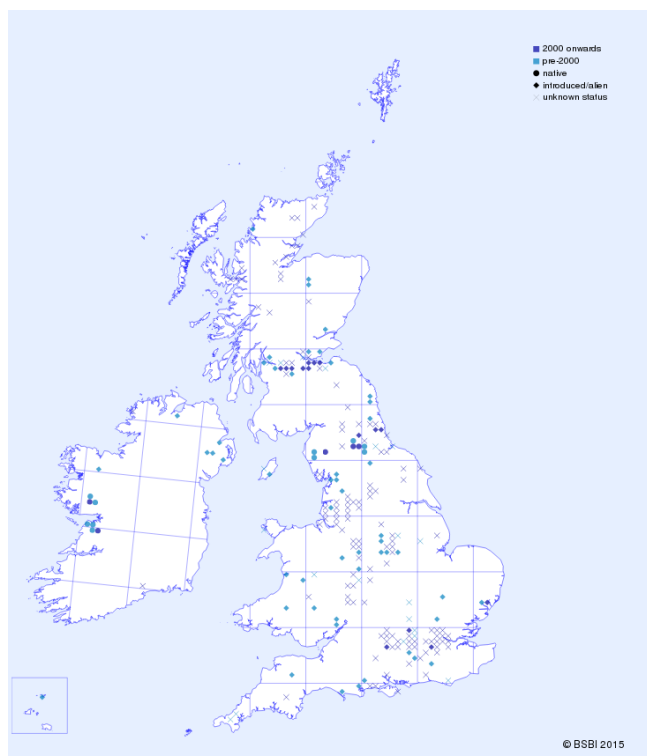 2000 onwards
pre-2000
native
introduced/alien
unknown status
© BSBI 2015